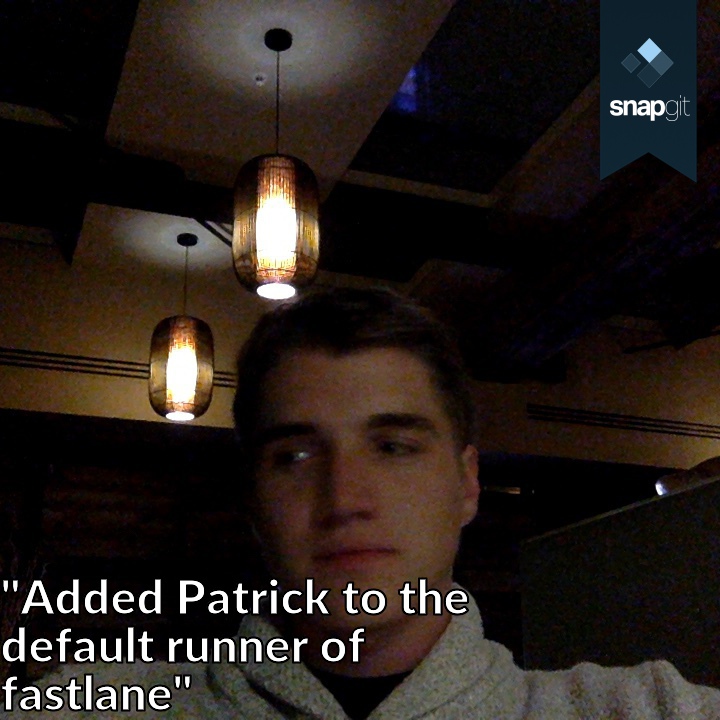 snapgit
"Added Patrick to the
default runner of
fastlane"